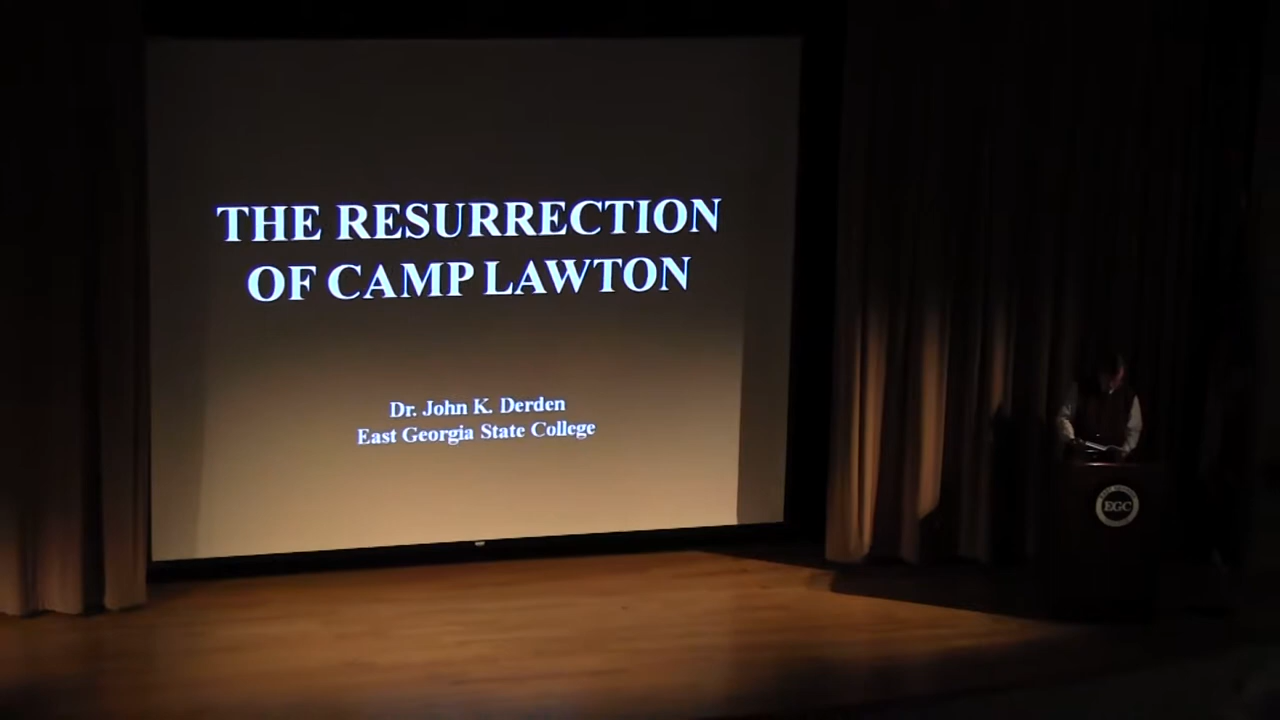 THE RESURRECTION
OF CAMP LAWTON
Dr. John K. Derden
East Georgia State College
EGC